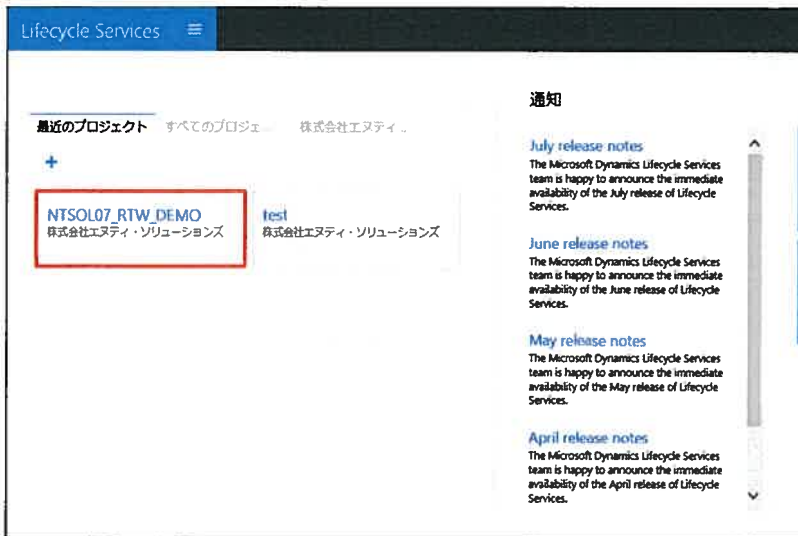 Lifecycle Services
最近のプロジェクト すべてのプロジェ... 株式会社エヌティ...
+
NTSOL07_RTW_DEMO
株式会社エヌティ・ソリューションズ
test
株式会社エヌティ・ソリューションズ
通知
July release notes
The Microsoft Dynamics Lifecycle Services
team is happy to announce the immediate
availability of the July release of Lifecycle
Services.
June release notes
The Microsoft Dynamics Lifecycle Services
team is happy to announce the immediate
availability of the June release of Lifecycle
Services.
May release notes
The Microsoft Dynamics Lifecycle Services
team is happy to announce the immediate
availability of the May release of Lifecycle
Services.
April release notes
The Microsoft Dynamics Lifecycle Services
team is happy to announce the immediate
availability of the April release of Lifecycle
Services.